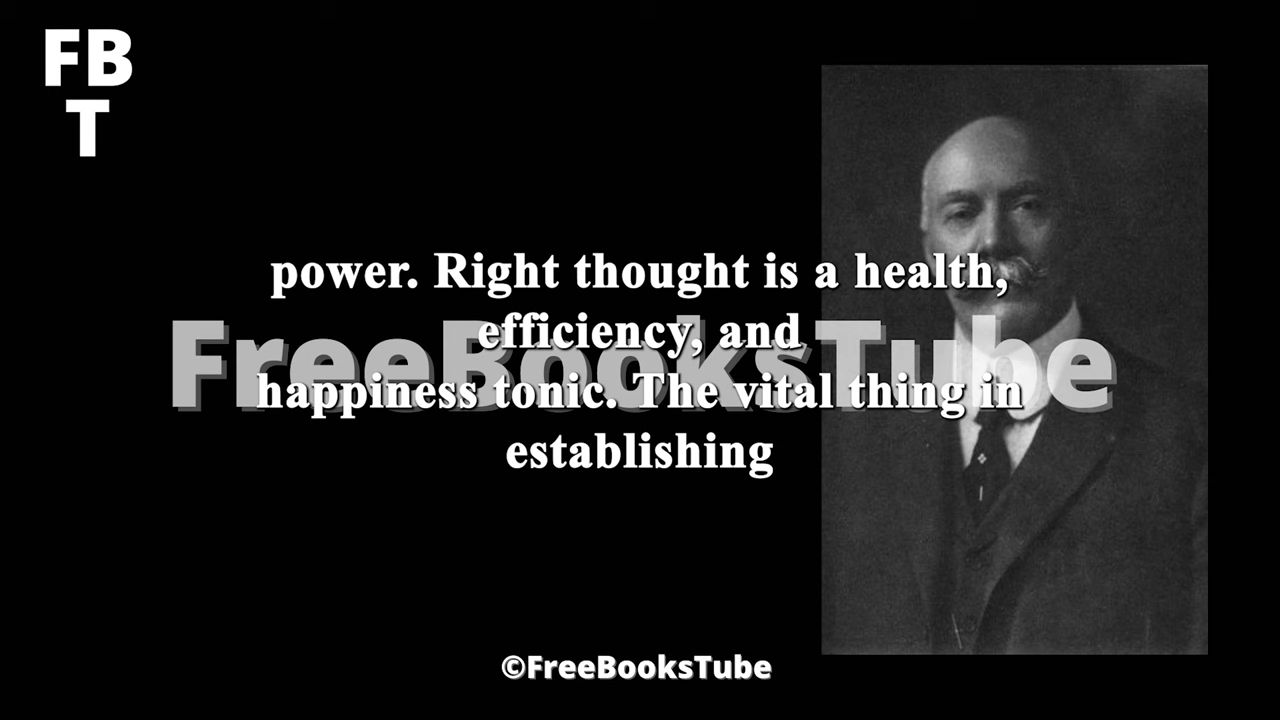 FB
T
power. Right thought is a health,
efficiency, and
FreeBooksTube
happiness tonic. The vital thing in
establishing
©FreeBooksTube